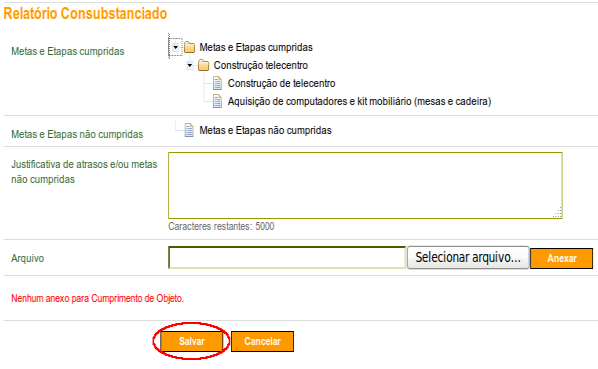 Relatório Consubstanciado
Metas e Etapas cumpridas
Metas e Etapas cumpridas
Construção telecentro
Construção de telecentro
Aquisição de computadores e kit mobiliário (mesas e cadeira)
Metas e Etapas não cumpridas
Metas e Etapas não cumpridas
Justificativa de atrasos e/ou metas
não cumpridas
Caracteres restantes: 5000
Arquivo
Selecionar arquivo...
Anexar
Nenhum anexo para Cumprimento de Objeto.
Salvar
Cancelar